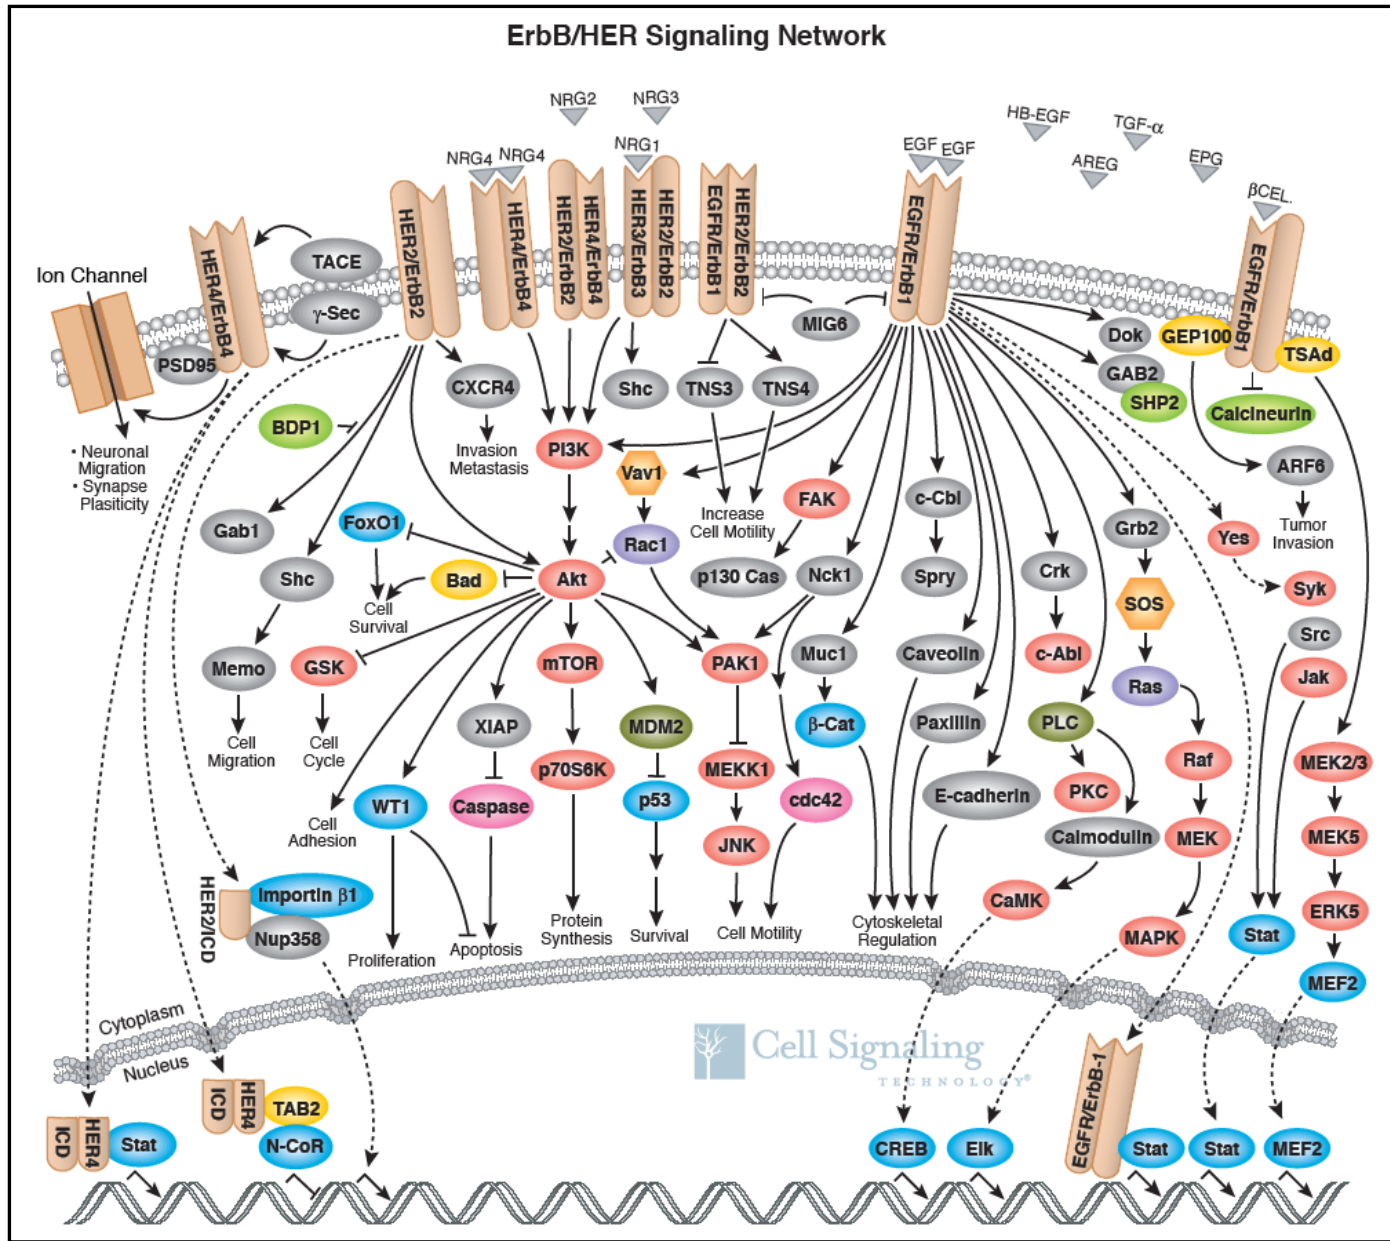 ErbB/HER Signaling Network
NRG2
NRG3
HB-EGF
TGF-α
NRG4
NRG4
NRG1
EGF
EGF
AREG
EPG
βCEL.
HER4/ErbB4
TACE
γ-Sec
HER2/ErbB2
HER4/ErbB4
HER2/ErbB2
HER4/ErbB4
HER3/ErbB3
HER2/ErbB2
EGFR/ErbB1
HER2/ErbB2
EGFR/ErbB1
EGFR/ErbB1
Ion Channel
PSD95
MIG6
Dok
GEP100
TSAd
GAB2
SHP2
Calcineurin
CXCR4
Shc
TNS3
TNS4
BDP1
Invasion
Metastasis
PI3K
Vav1
• Neuronal
Migration
• Synapse
Plasiticity
FAK
c-Cbl
ARF6
Gab1
FoxO1
Rac1
Increase
Cell Motility
Grb2
Yes
Tumor
Invasion
Shc
Bad
Akt
p130 Cas
Nck1
Spry
Crk
SOS
Syk
Cell
Survival
Src
Memo
GSK
mTOR
PAK1
Muc1
Caveolin
c-Abl
Ras
Jak
XIAP
MDM2
β-Cat
Paxillin
PLC
Cell
Migration
Cell
Cycle
p70S6K
MEKK1
Raf
MEK2/3
WT1
Caspase
p53
cdc42
E-cadherin
PKC
Cell
Adhesion
JNK
Calmodulin
MEK
MEK5
HER2/ICD
Importin β1
Nup358
CaMK
ERK5
Protein
Synthesis
Survival
Cell Motility
Cytoskeletal
Regulation
MAPK
Stat
Proliferation
Apoptosis
MEF2
Cytoplasm
Nucleus
Cell Signaling
TECHNOLOGY®
ICD
HER4
Stat
ICD
HER4
TAB2
N-CoR
CREB
Elk
EGFR/ErbB-1
Stat
Stat
MEF2